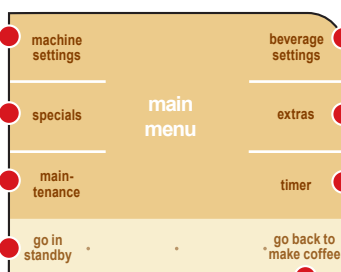 machine
settings
beverage
settings
specials
main
menu
extras
main-
tenance
timer
go in
standby
go back to
make coffee